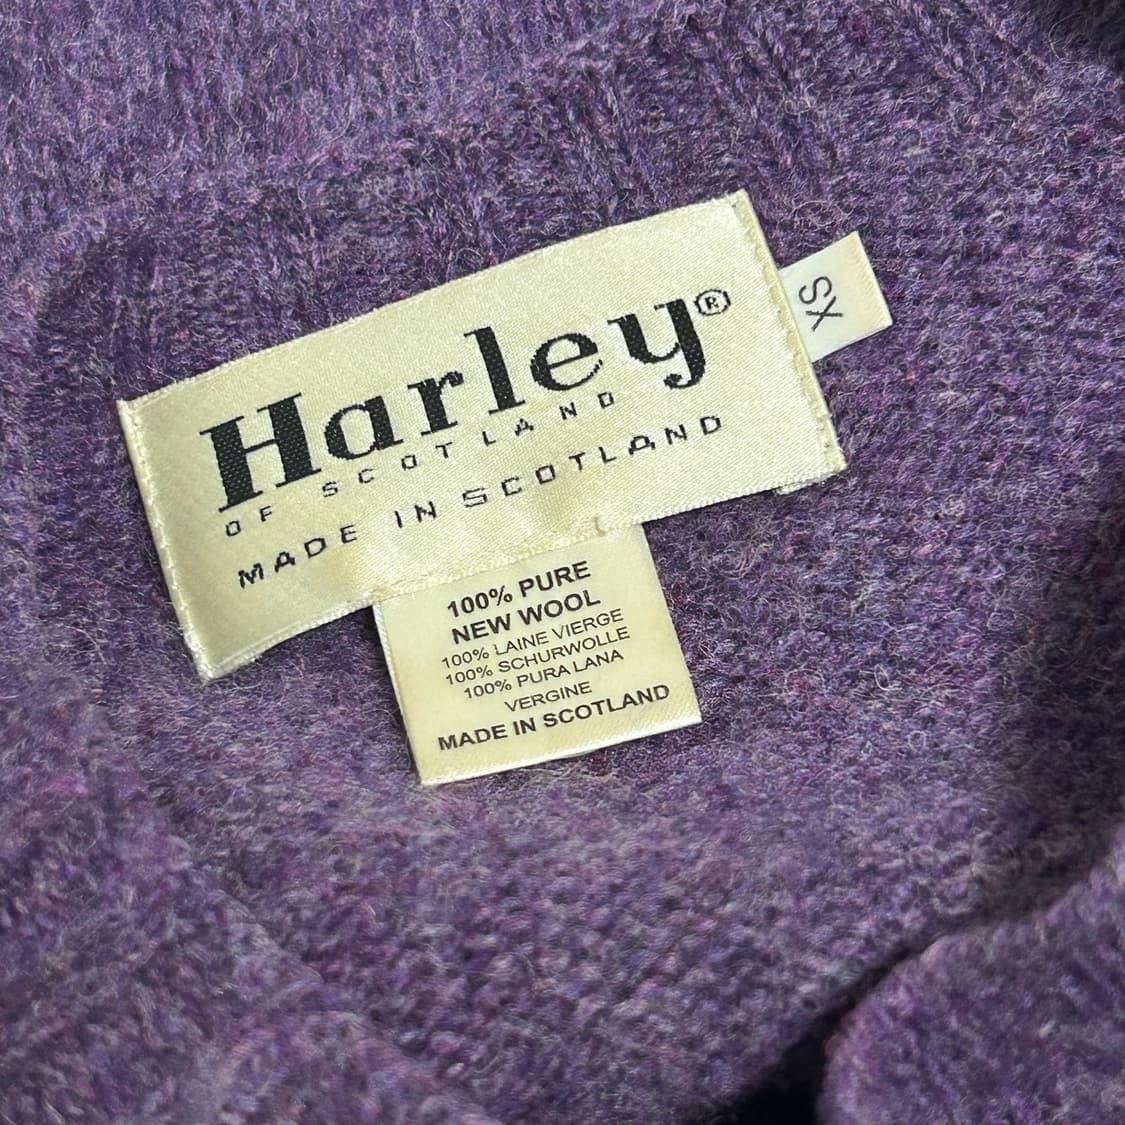 Harley®
OF SCOTLAND
MADE IN SCOTLAND
XS
100% PURE
NEW WOOL
100% LAINE VIERGE
100% SCHURWOLLE
100% PURA LANA
VERGINE
MADE IN SCOTLAND